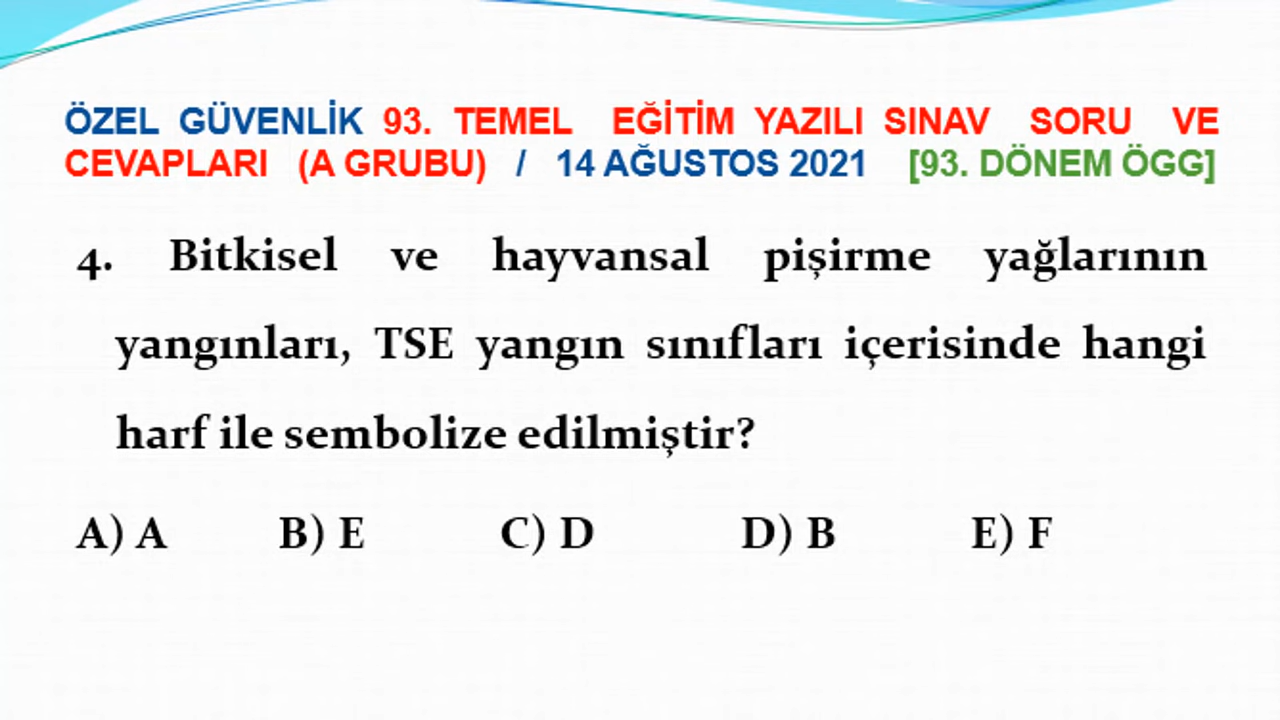 ÖZEL GÜVENLİK 93. TEMEL EĞİTİM YAZILI SINAV SORU VE
CEVAPLARI (A GRUBU) / 14 AĞUSTOS 2021 [93. DÖNEM ÖGG]
4. Bitkisel ve hayvansal pişirme yağlarının
yangınları, TSE yangın sınıfları içerisinde hangi
harf ile sembolize edilmiştir?
A) A B) E C) D D) B E) F